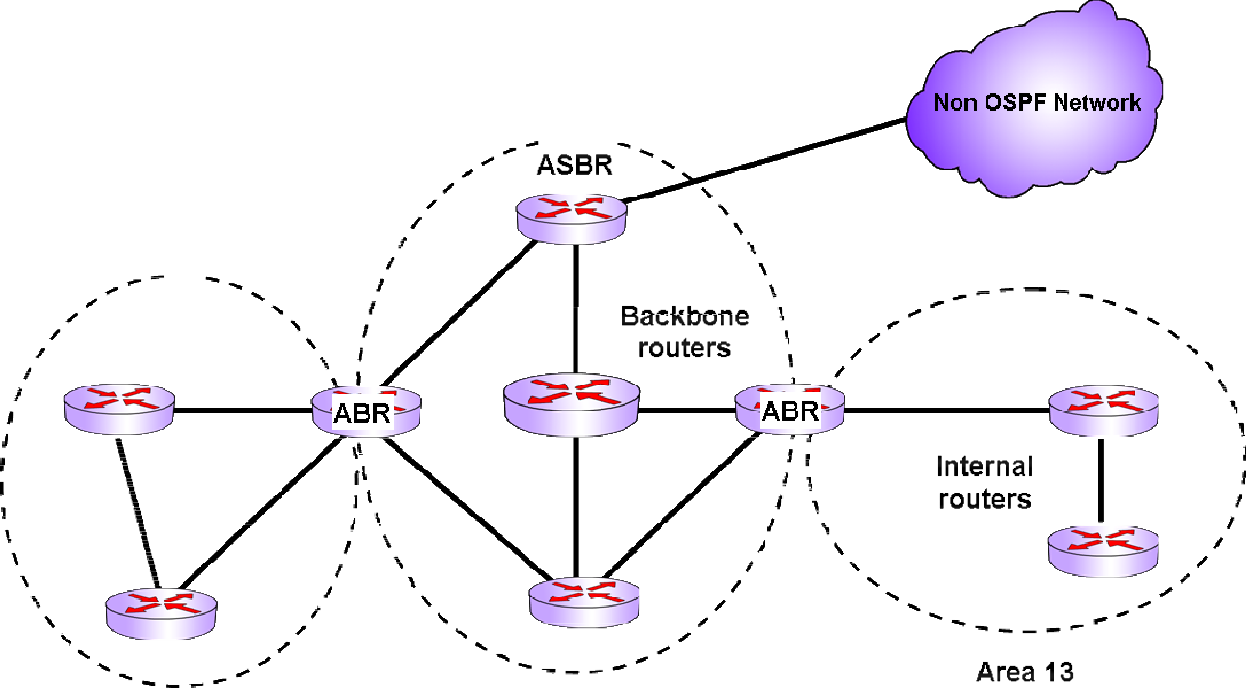 Non OSPF Network
ASBR
Backbone
routers
ABR
ABR
Internal
routers
Area 13